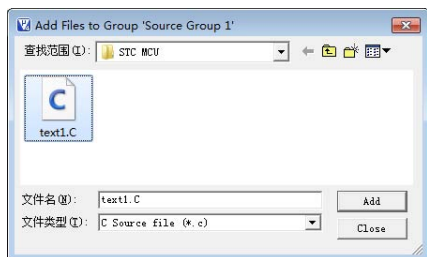 Add Files to Group 'Source Group 1'
查找范围(I): STC MCU
text1.C
文件名(N): text1.C Add
文件类型(T): C Source file (*.c) Close